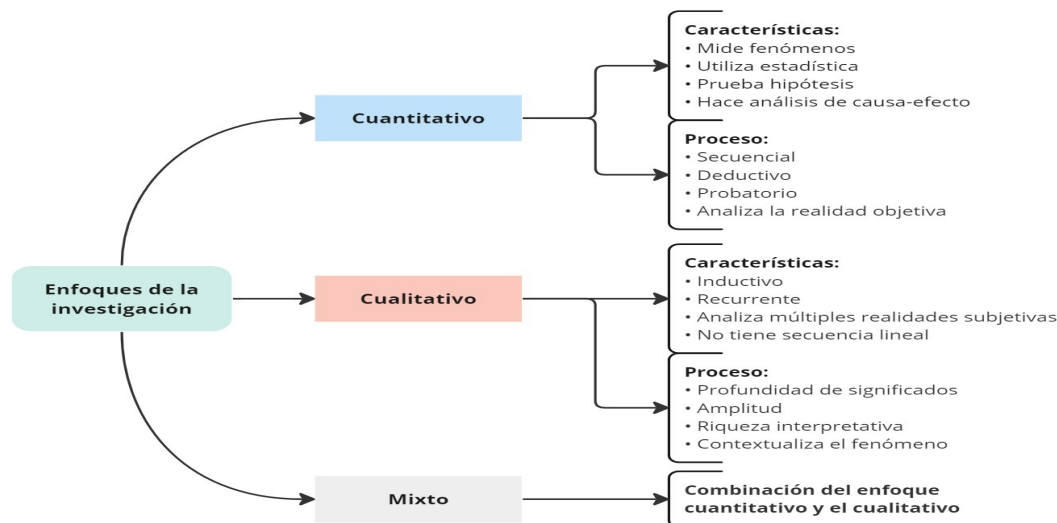 Enfoques de la
investigación
Cuantitativo
Características:
• Mide fenómenos
• Utiliza estadística
• Prueba hipótesis
• Hace análisis de causa-efecto
Proceso:
• Secuencial
• Deductivo
• Probatorio
• Analiza la realidad objetiva
Cualitativo
Características:
• Inductivo
• Recurrente
• Analiza múltiples realidades subjetivas
• No tiene secuencia lineal
Proceso:
• Profundidad de significados
• Amplitud
• Riqueza interpretativa
• Contextualiza el fenómeno
Mixto
Combinación del enfoque
cuantitativo y el cualitativo